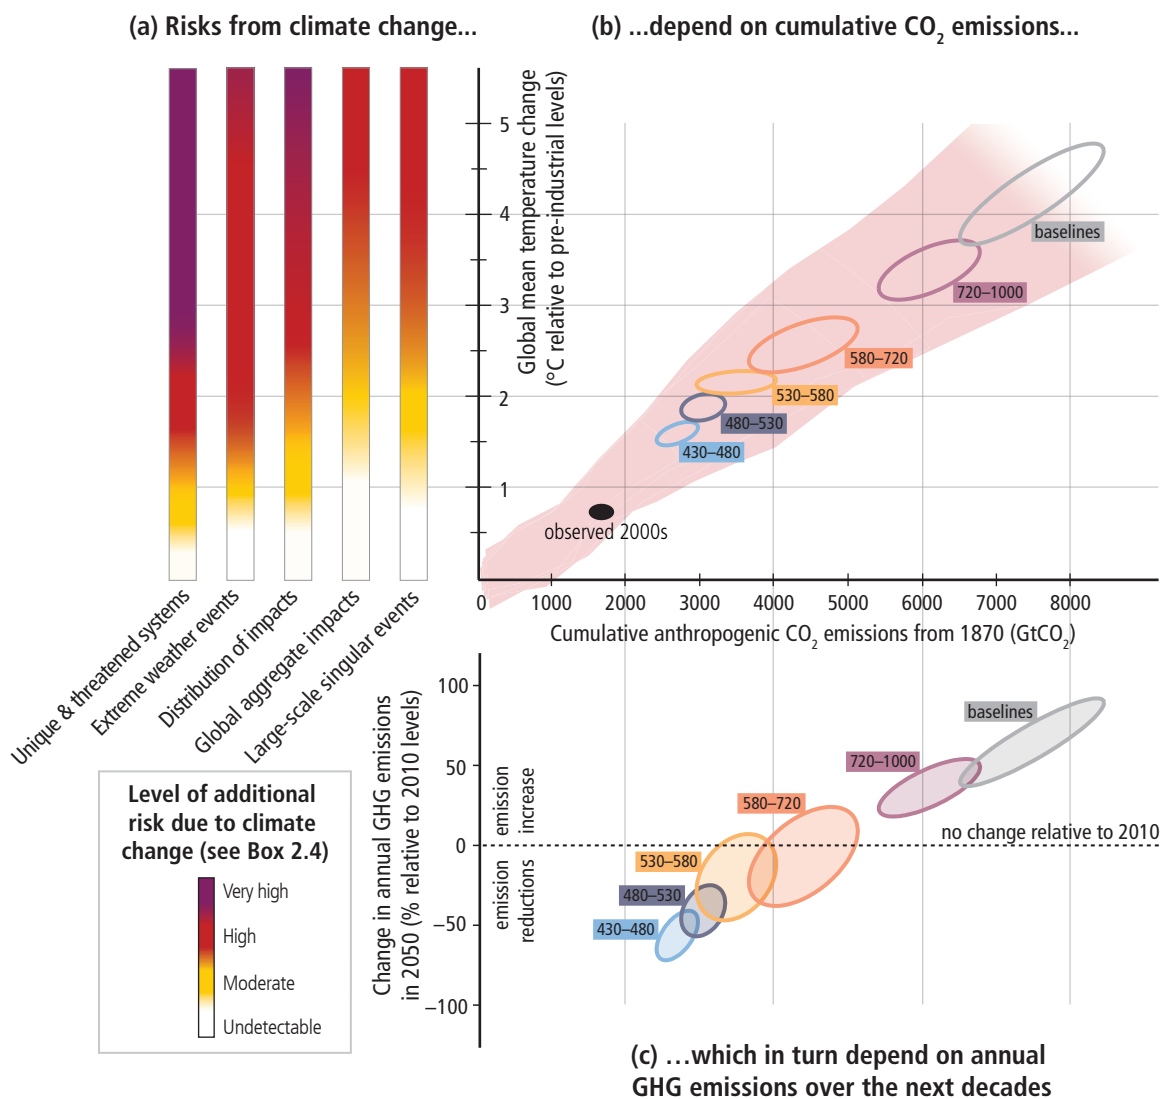 (a) Risks from climate change...
(b) ...depend on cumulative CO2 emissions...
Global mean temperature change
(°C relative to pre-industrial levels)
5
4
3
2
1
baselines
720–1000
580–720
530–580
480–530
430–480
observed 2000s
0
1000
2000
3000
4000
5000
6000
7000
8000
Cumulative anthropogenic CO2 emissions from 1870 (GtCO2)
Unique & threatened systems
Extreme weather events
Distribution of impacts
Global aggregate impacts
Large-scale singular events
Level of additional
risk due to climate
change (see Box 2.4)
Very high
High
Moderate
Undetectable
Change in annual GHG emissions
in 2050 (% relative to 2010 levels)
100
50
0
−50
−100
emission
increase
emission
reductions
baselines
720–1000
580–720
no change relative to 2010
530–580
480–530
430–480
(c) ...which in turn depend on annual
GHG emissions over the next decades